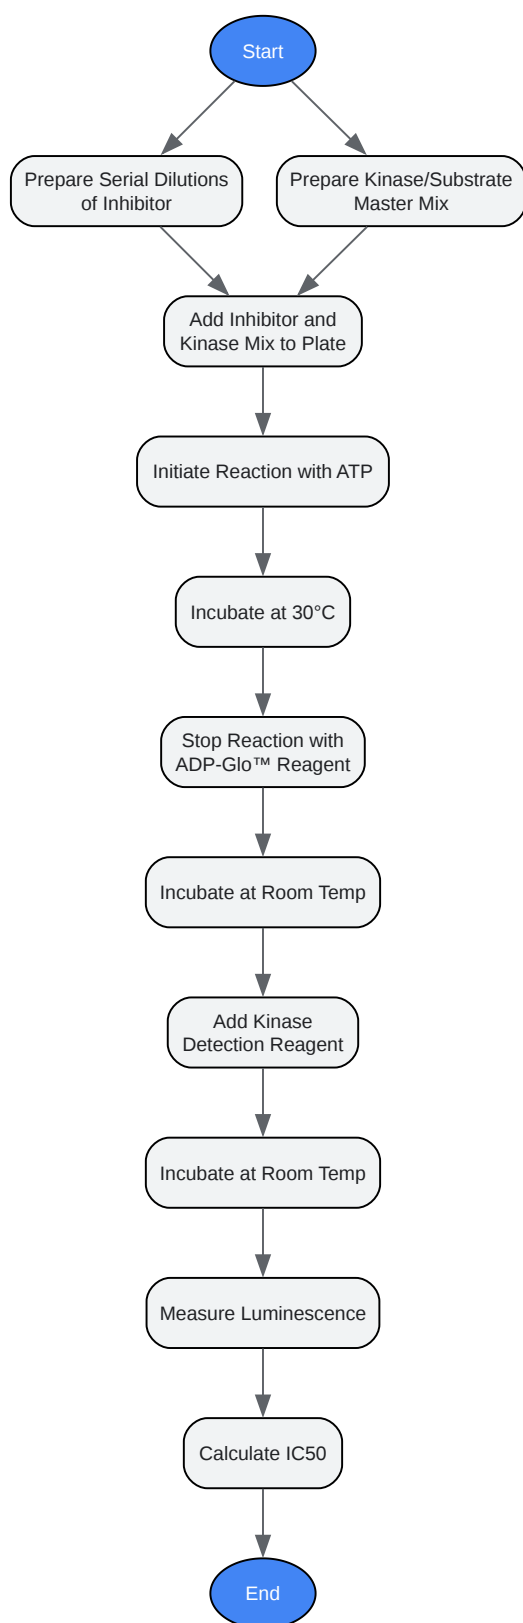 Start
Prepare Serial Dilutions
of Inhibitor
Prepare Kinase/Substrate
Master Mix
Add Inhibitor and
Kinase Mix to Plate
Initiate Reaction with ATP
Incubate at 30°C
Stop Reaction with
ADP-Glo™ Reagent
Incubate at Room Temp
Add Kinase
Detection Reagent
Incubate at Room Temp
Measure Luminescence
Calculate IC50
End